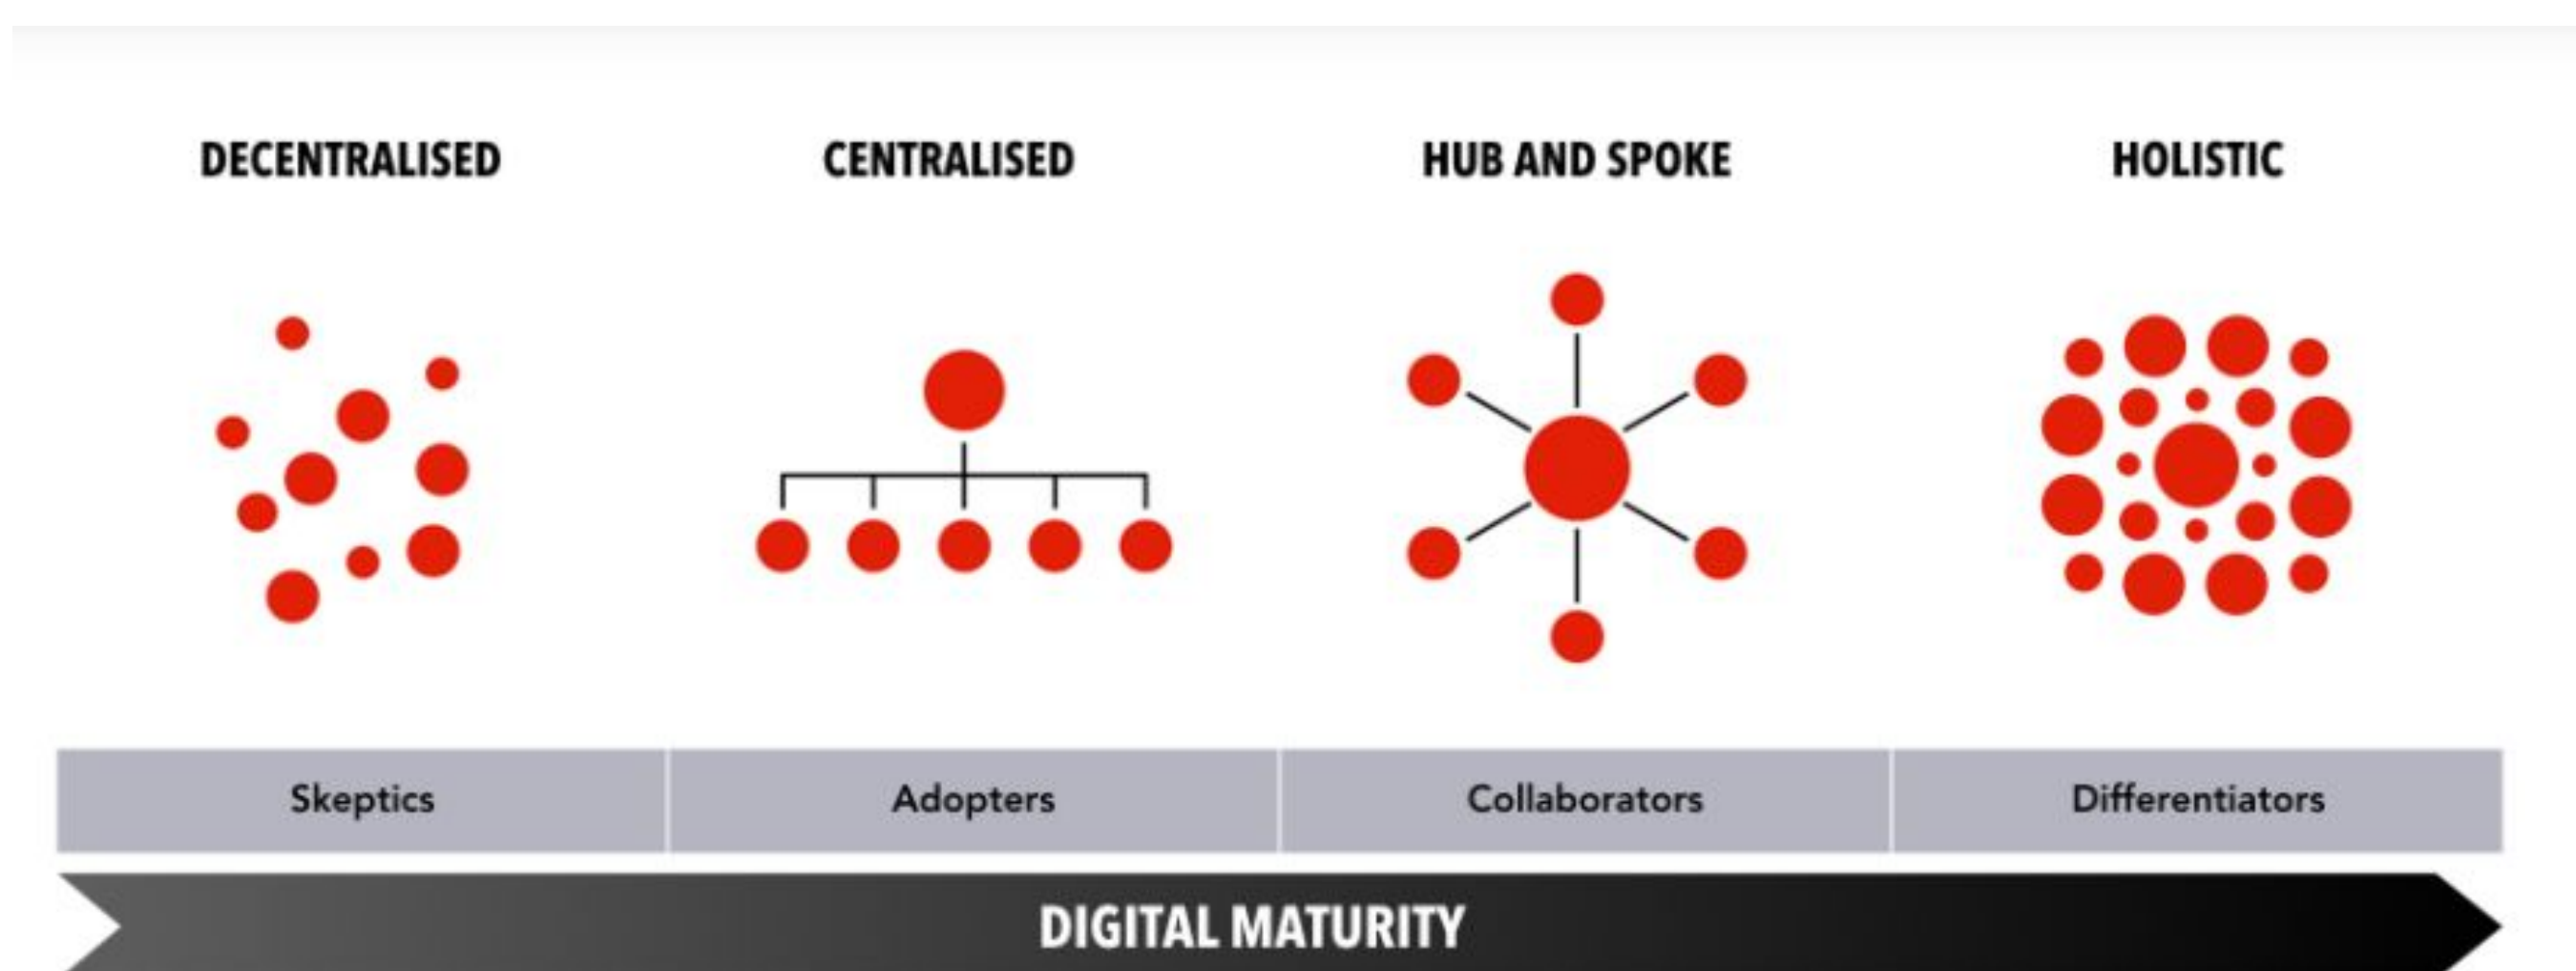 DECENTRALISED
CENTRALISED
HUB AND SPOKE
HOLISTIC
Skeptics
Adopters
Collaborators
Differentiators
DIGITAL MATURITY